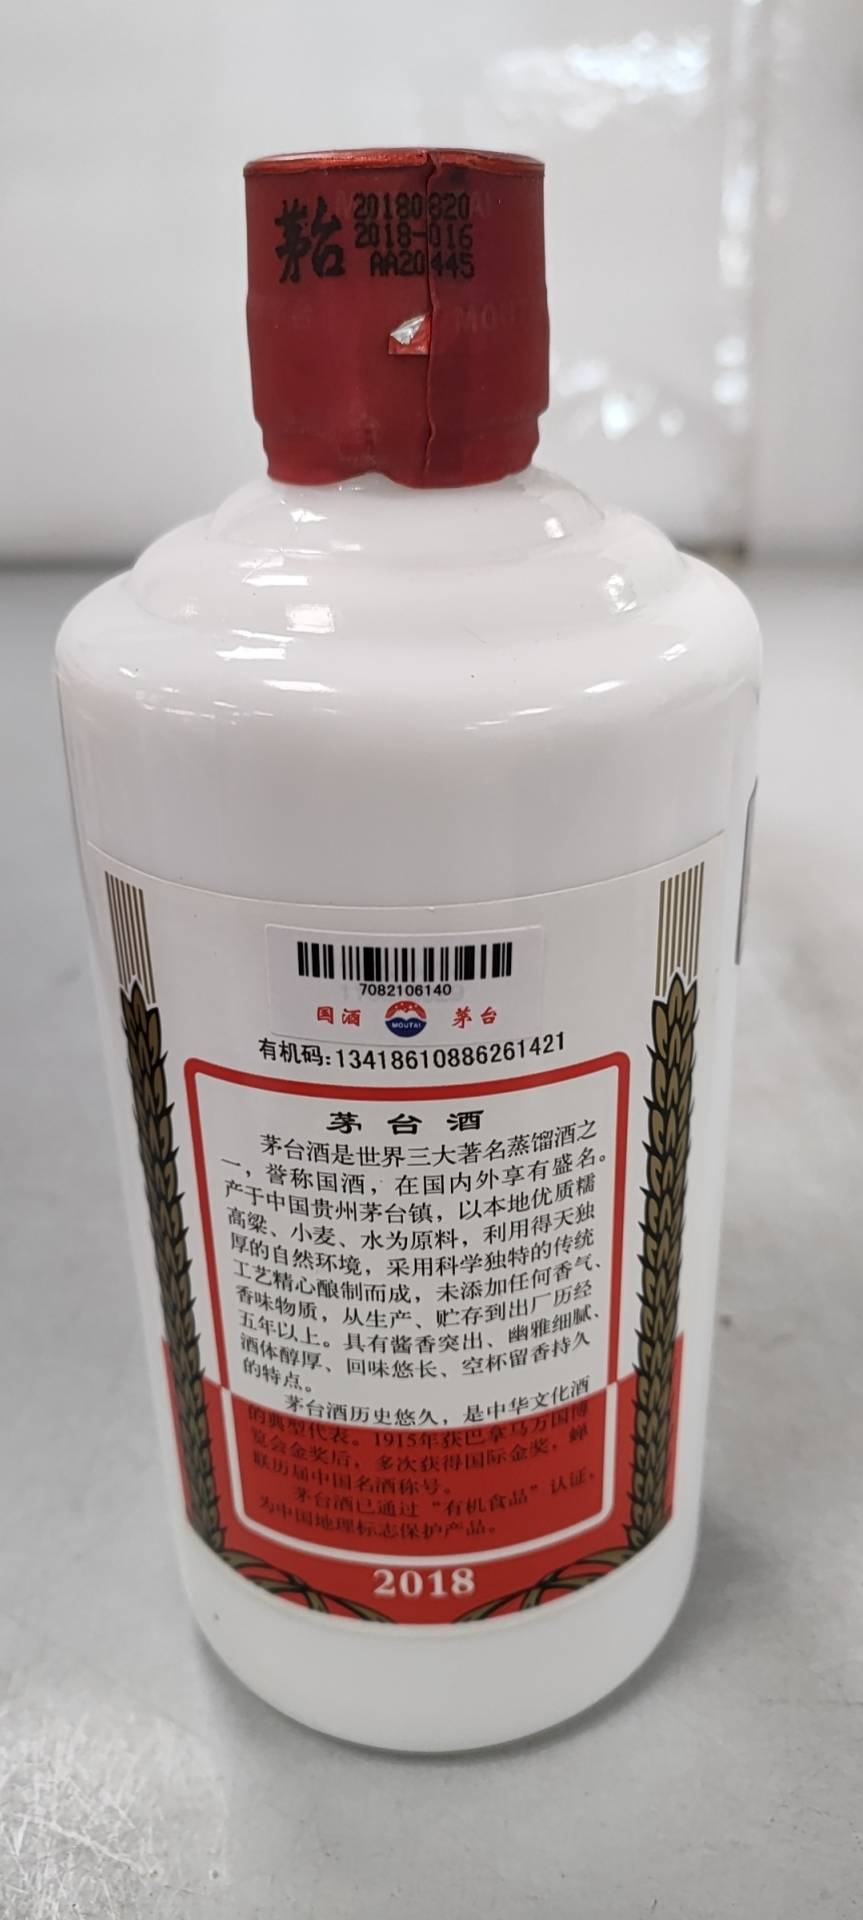 茅台
20180820
2018-016
AA20445
MOUTAI
7082106140
国酒 MOUTAI 茅台
有机码:13418610886261421
茅台酒
茅台酒是世界三大著名蒸馏酒之
一，誉称国酒，在国内外享有盛名。
产于中国贵州茅台镇，以本地优质糯
高粱、小麦、水为原料，利用得天独
厚的自然环境，采用科学独特的传统
工艺精心酿制而成，未添加任何香气、
香味物质，从生产、贮存到出厂历经
五年以上。具有酱香突出、幽雅细腻、
酒体醇厚、回味悠长、空杯留香持久
的特点。
茅台酒历史悠久，是中华文化酒
的典型代表。1915年获巴拿马万国博
览会金奖后，多次获得国际金奖，蝉
联历届中国名酒称号。
茅台酒已通过“有机食品”认证，
为中国地理标志保护产品。
2018